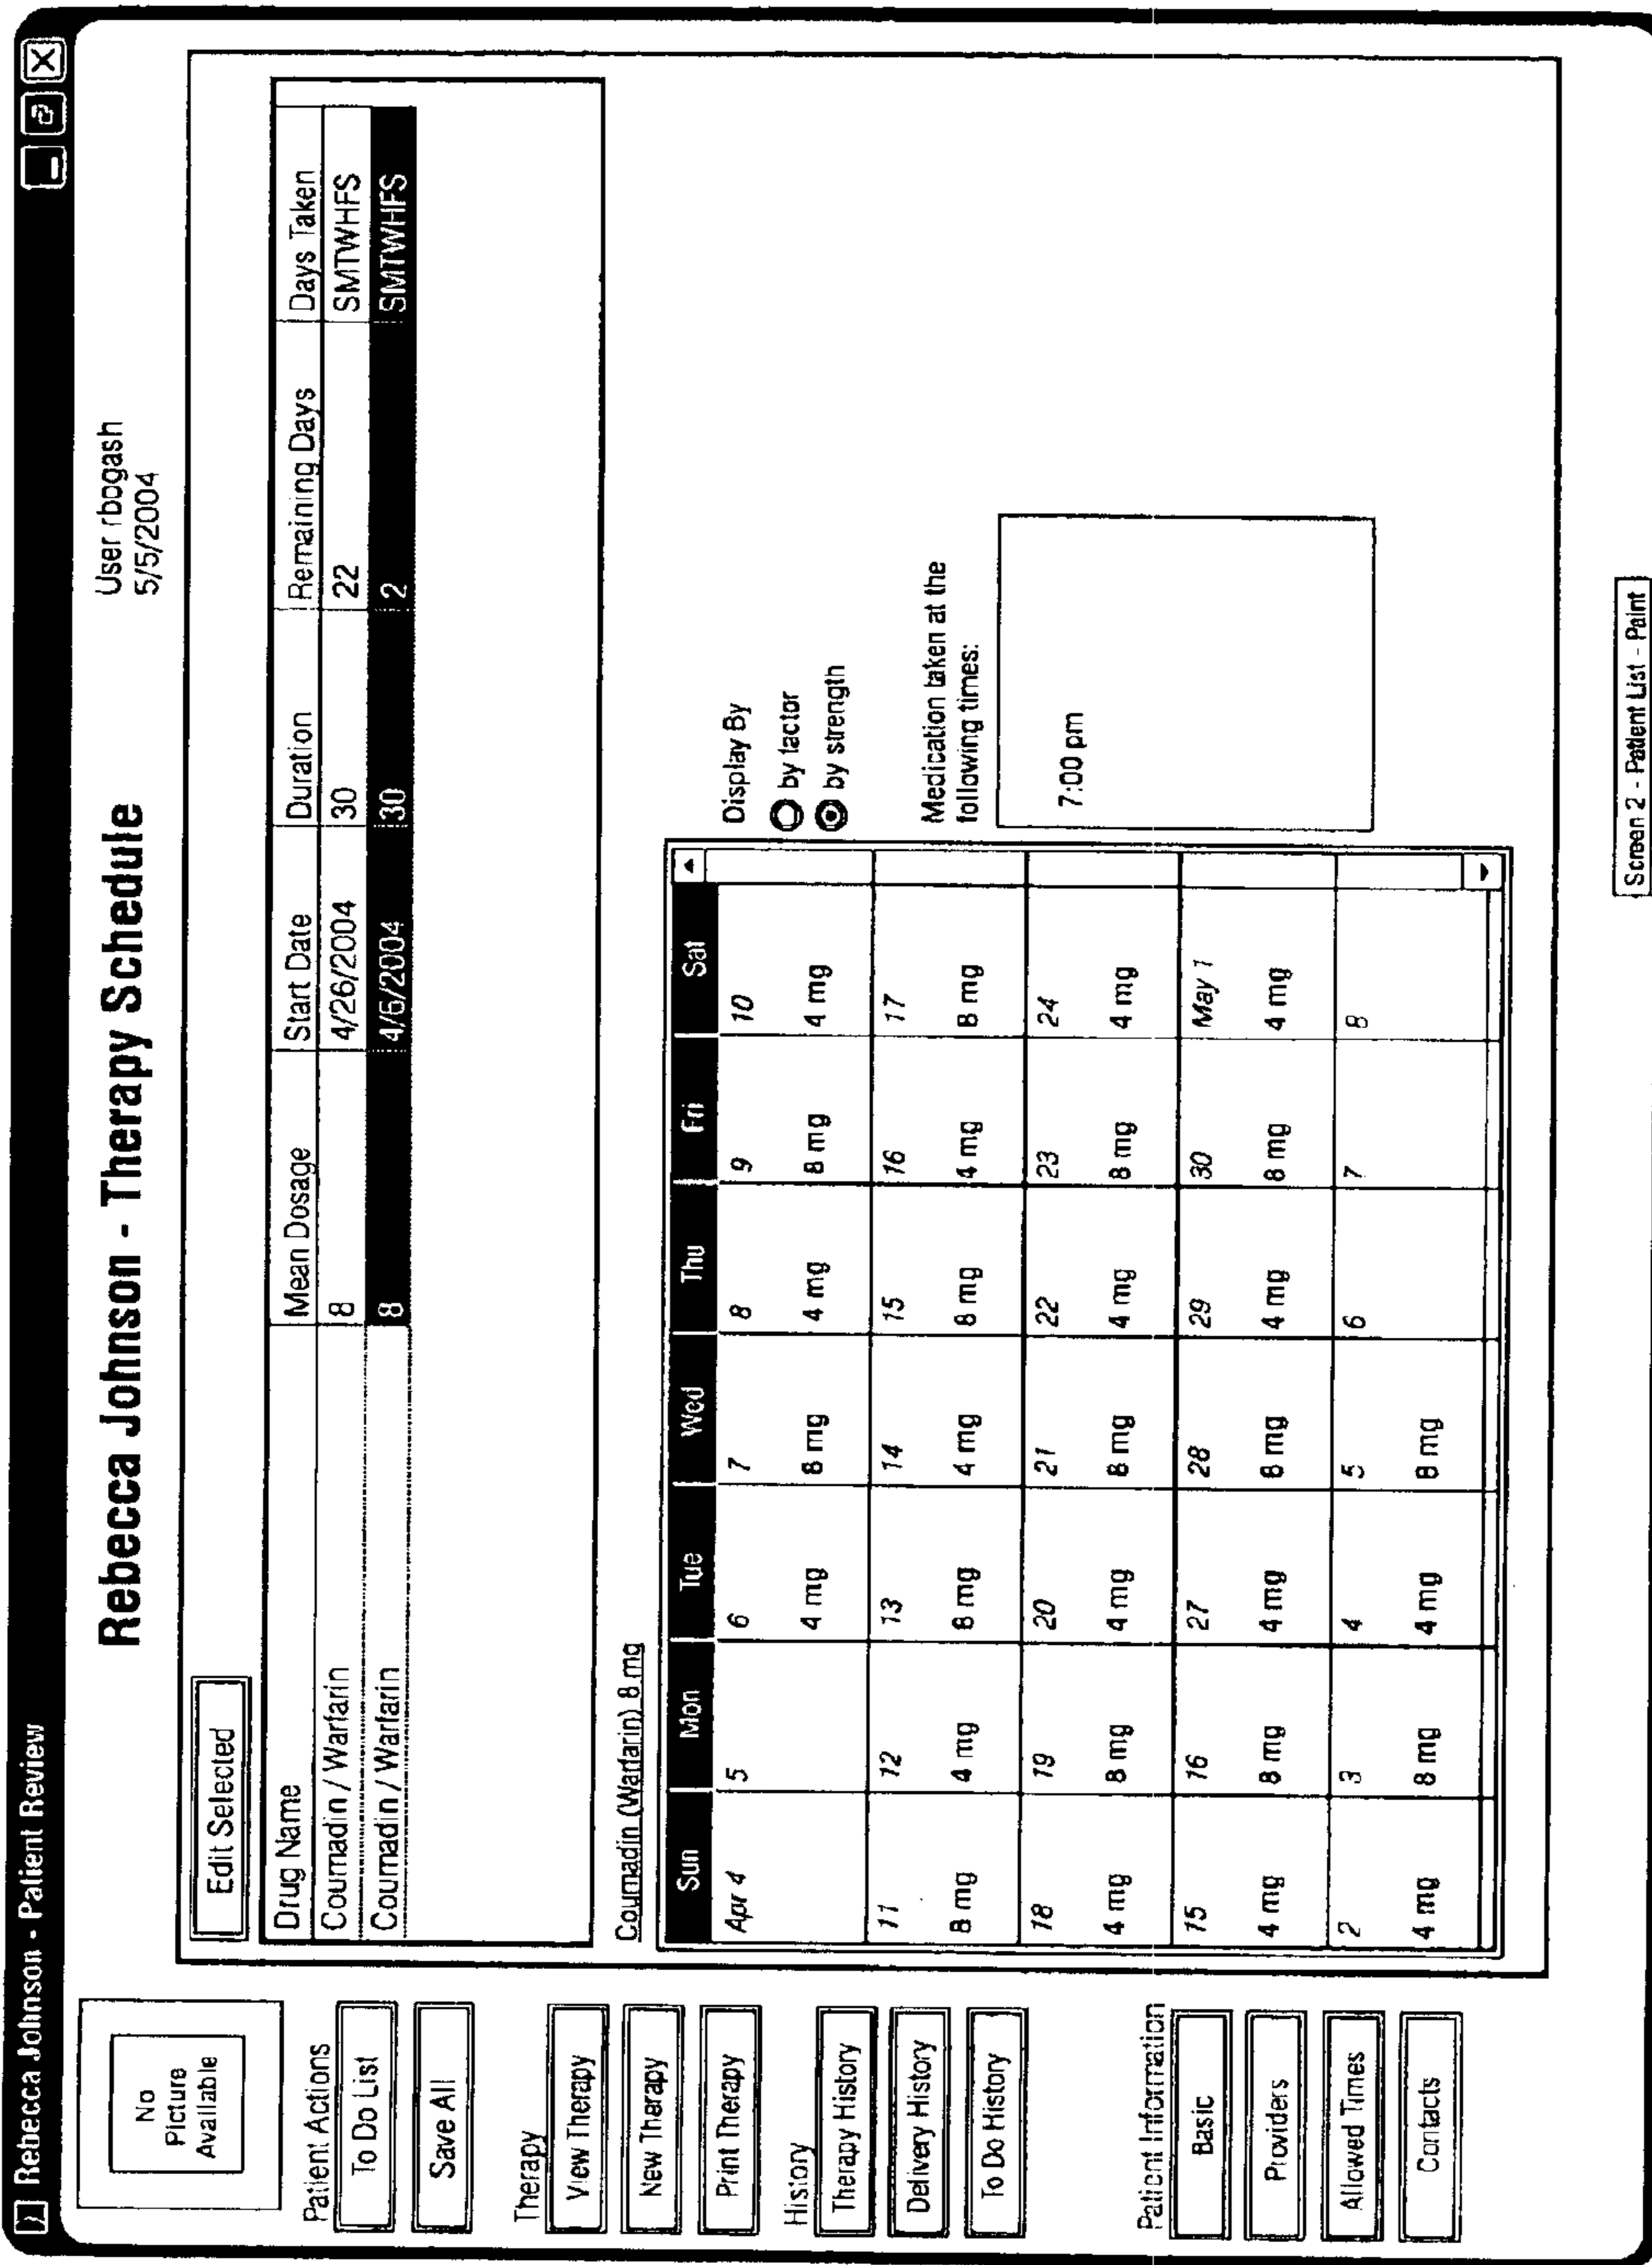 Rebecca Johnson - Patient Review
Rebecca Johnson - Therapy Schedule
User rbogash
5/5/2004
No
Picture
Available
Patient Actions
To Do List
Save All
Therapy
View Therapy
New Therapy
Print Therapy
History
Therapy History
Delivery History
To Do History
Patient Information
Basic
Providers
Allowed Times
Contacts
Edit Selected
Drug Name Mean Dosage Start Date Duration Remaining Days Days Taken
Coumadin / Warfarin 8 4/26/2004 30 22 SMTWHFS
Coumadin / Warfarin 8 4/6/2004 30 2 SMTWHFS
Coumadin (Warfarin) 8 mg
Sun Mon Tue Wed Thu Fri Sat
Apr 4 5 6 7 8 9 10
4 mg 8 mg 4 mg 8 mg 4 mg
11 12 13 14 15 16 17
8 mg 4 mg 8 mg 4 mg 8 mg 4 mg 8 mg
18 19 20 21 22 23 24
4 mg 8 mg 4 mg 8 mg 4 mg 8 mg 4 mg
15 16 27 28 29 30 May 1
4 mg 8 mg 4 mg 8 mg 4 mg 8 mg 4 mg
2 3 4 5 6 7 8
4 mg 8 mg 4 mg 8 mg
Display By
by factor
by strength
Medication taken at the
following times:
7:00 pm
Screen 2 - Patient List - Paint